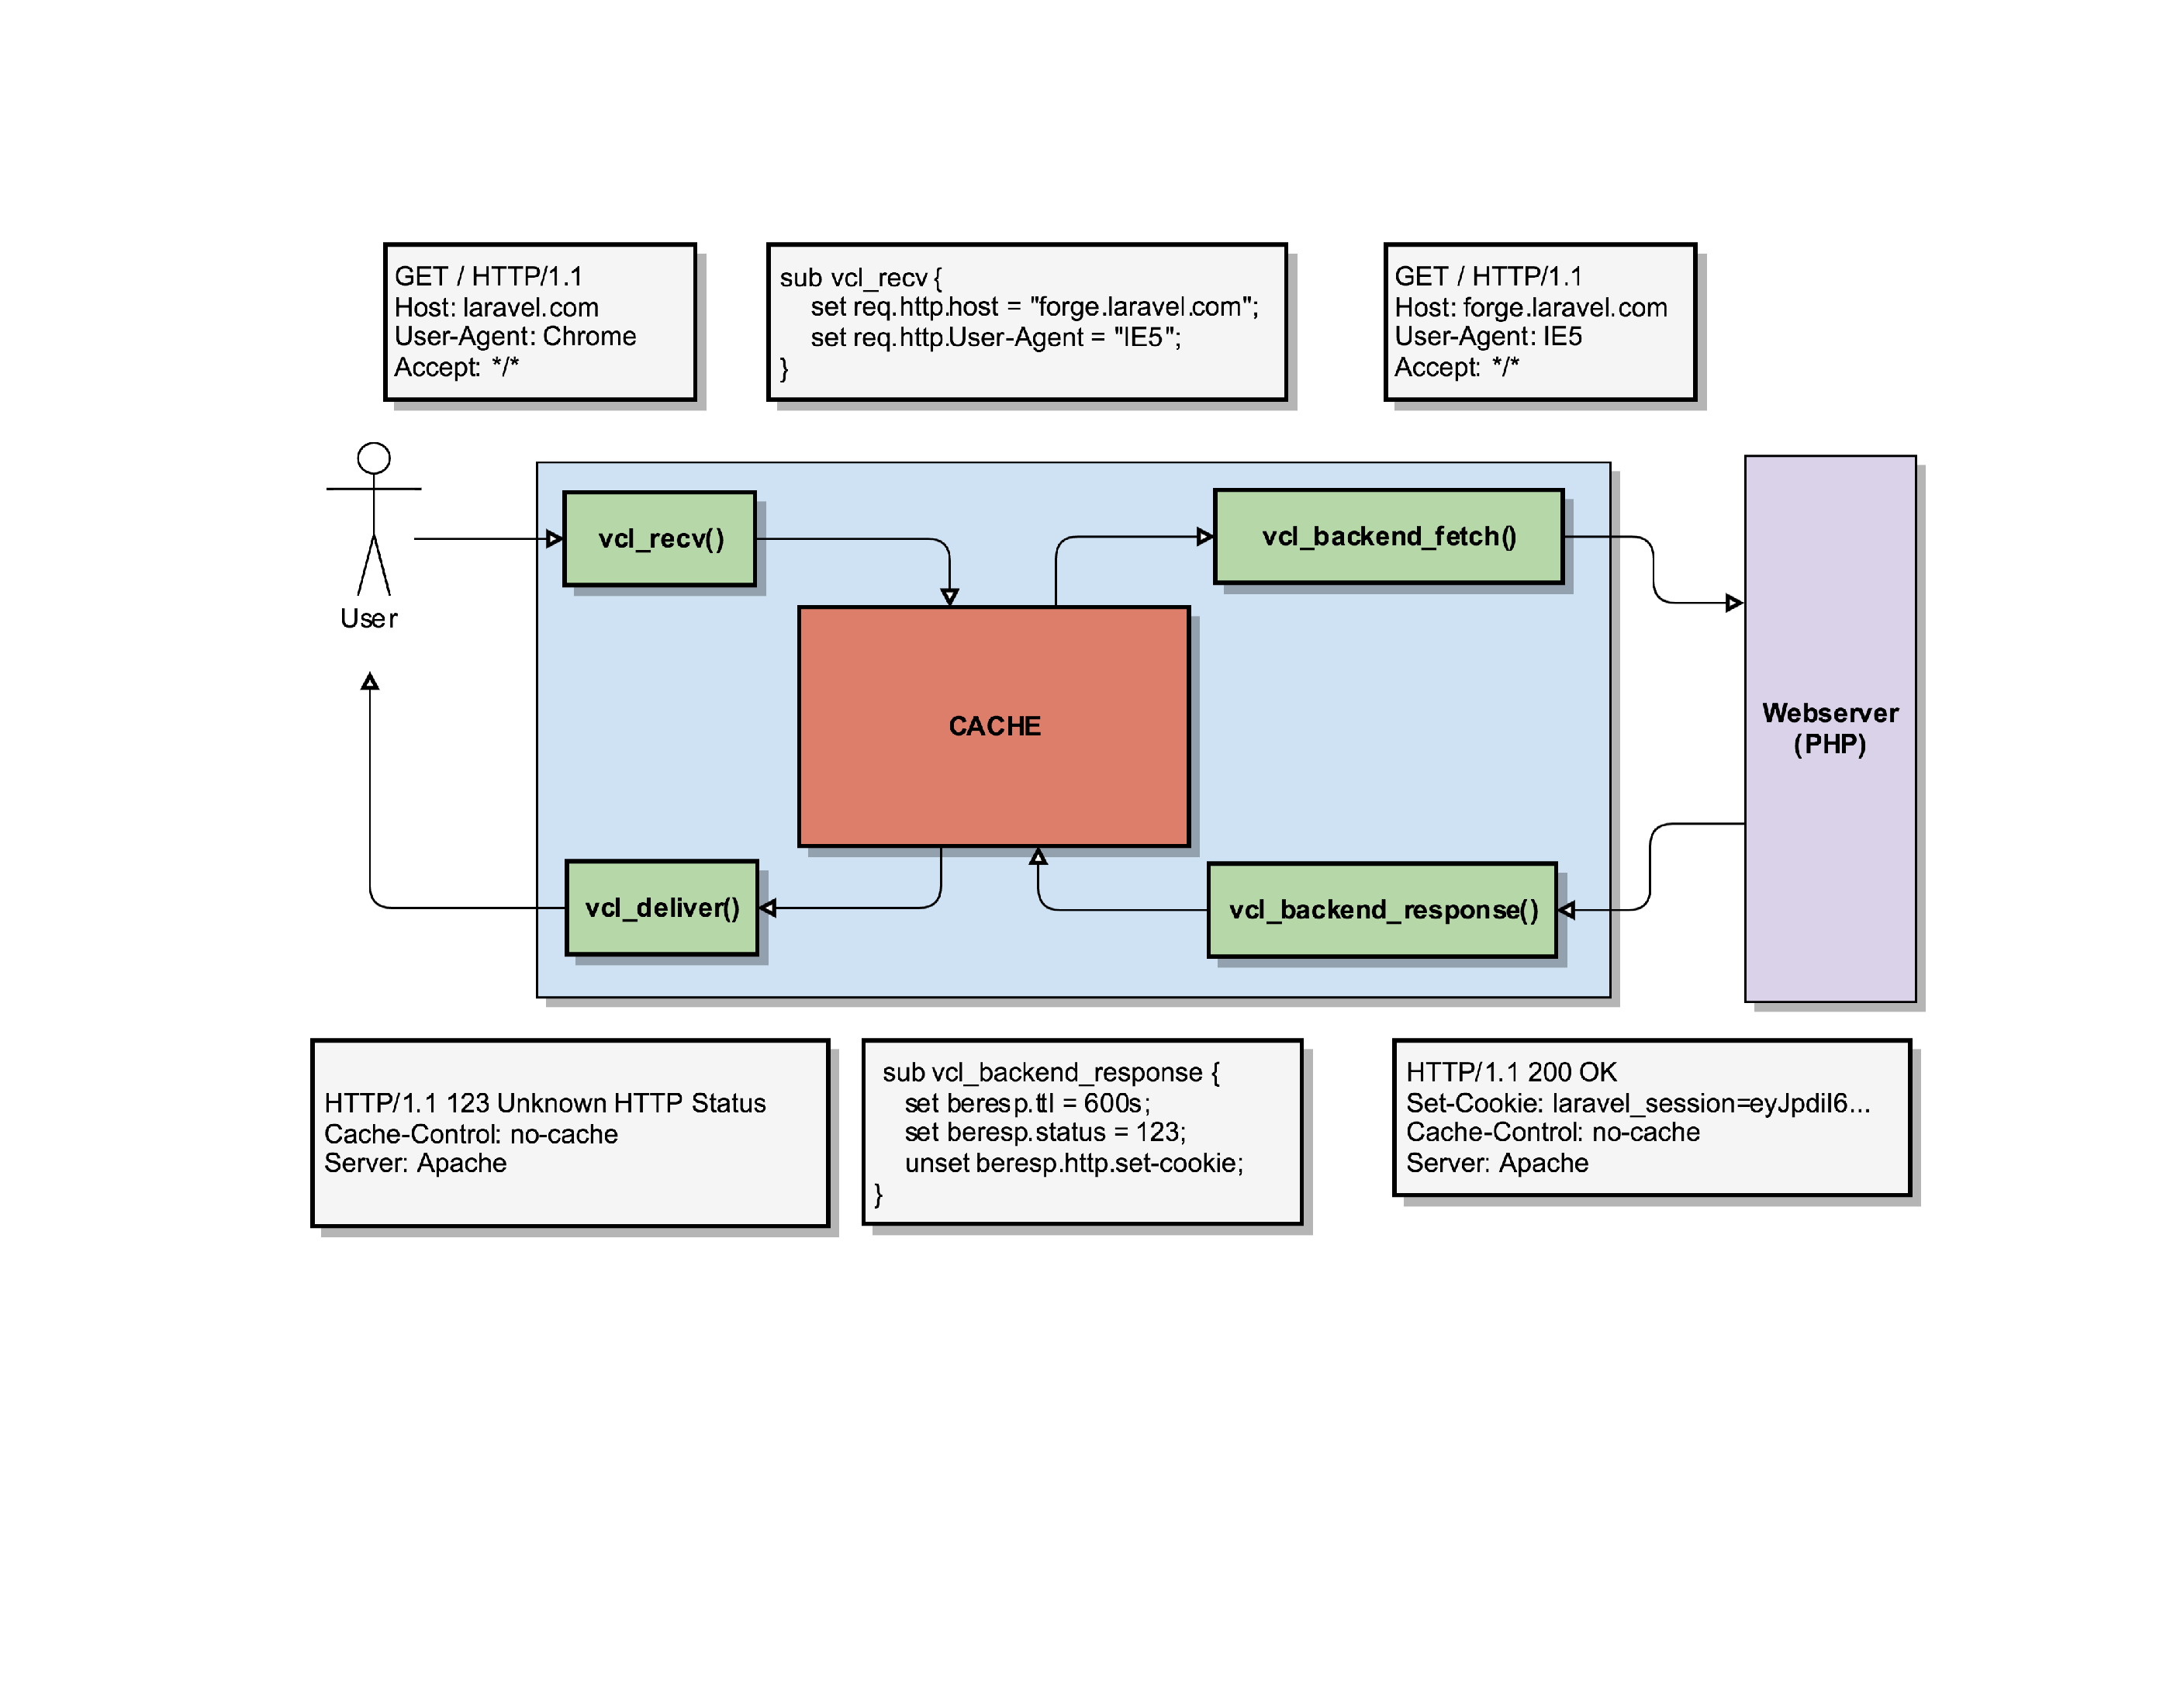 GET / HTTP/1.1
Host: laravel.com
User-Agent: Chrome
Accept: */*
sub vcl_recv {
set req.http.host = "forge.laravel.com";
set req.http.User-Agent = "IE5";
}
GET / HTTP/1.1
Host: forge.laravel.com
User-Agent: IE5
Accept: */*
User
vcl_recv()
vcl_backend_fetch()
CACHE
Webserver
(PHP)
vcl_deliver()
vcl_backend_response()
HTTP/1.1 123 Unknown HTTP Status
Cache-Control: no-cache
Server: Apache
sub vcl_backend_response {
set beresp.ttl = 600s;
set beresp.status = 123;
unset beresp.http.set-cookie;
}
HTTP/1.1 200 OK
Set-Cookie: laravel_session=eyJpdiI6...
Cache-Control: no-cache
Server: Apache